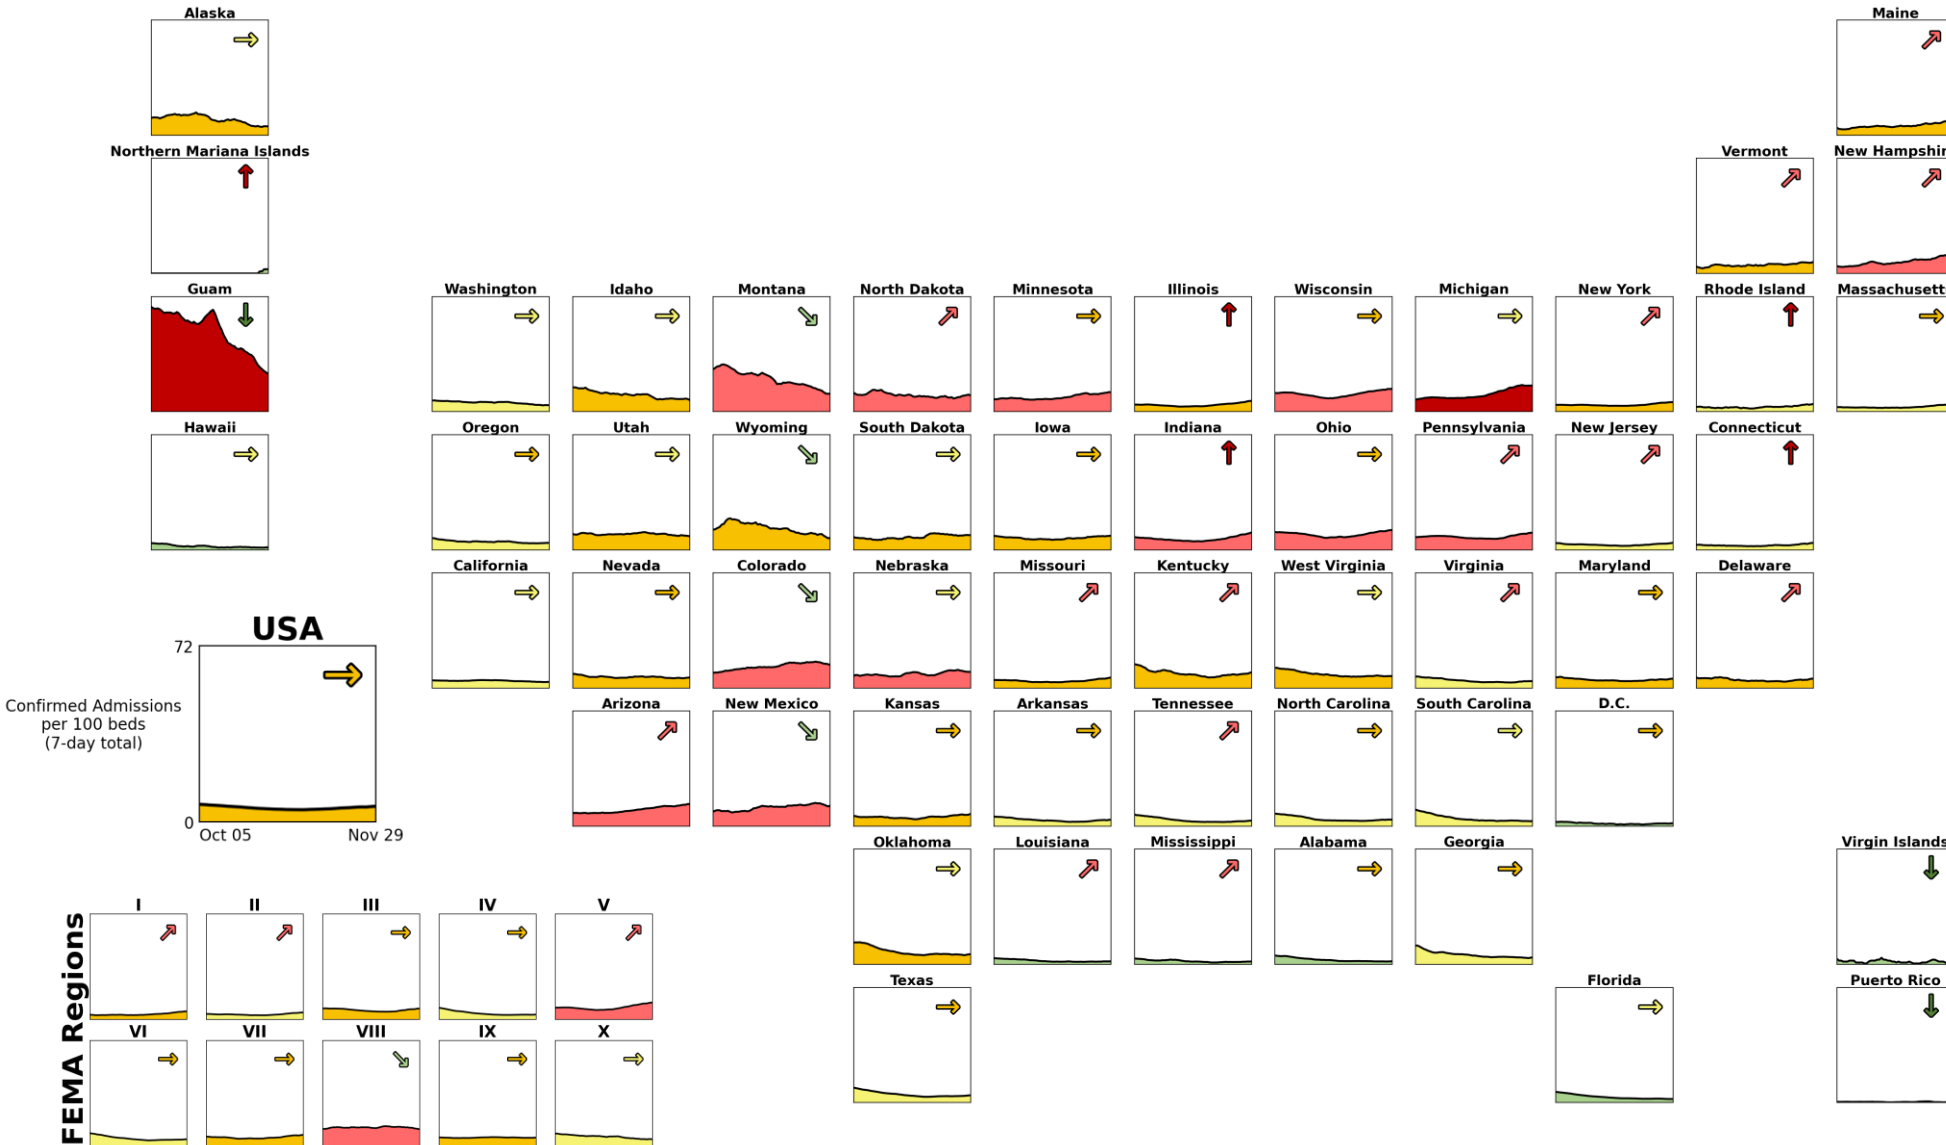 Alaska
Maine
Northern Mariana Islands
Vermont
New Hampshir
Guam
Washington
Idaho
Montana
North Dakota
Minnesota
Illinois
Wisconsin
Michigan
New York
Rhode Island
Massachusett
Hawaii
Oregon
Utah
Wyoming
South Dakota
Iowa
Indiana
Ohio
Pennsylvania
New Jersey
Connecticut
California
Nevada
Colorado
Nebraska
Missouri
Kentucky
West Virginia
Virginia
Maryland
Delaware
USA
72
Confirmed Admissions
per 100 beds
(7-day total)
0
Oct 05
Nov 29
Arizona
New Mexico
Kansas
Arkansas
Tennessee
North Carolina
South Carolina
D.C.
Oklahoma
Louisiana
Mississippi
Alabama
Georgia
Virgin Islands
Texas
Florida
Puerto Rico
FEMA Regions
I
II
III
IV
V
VI
VII
VIII
IX
X